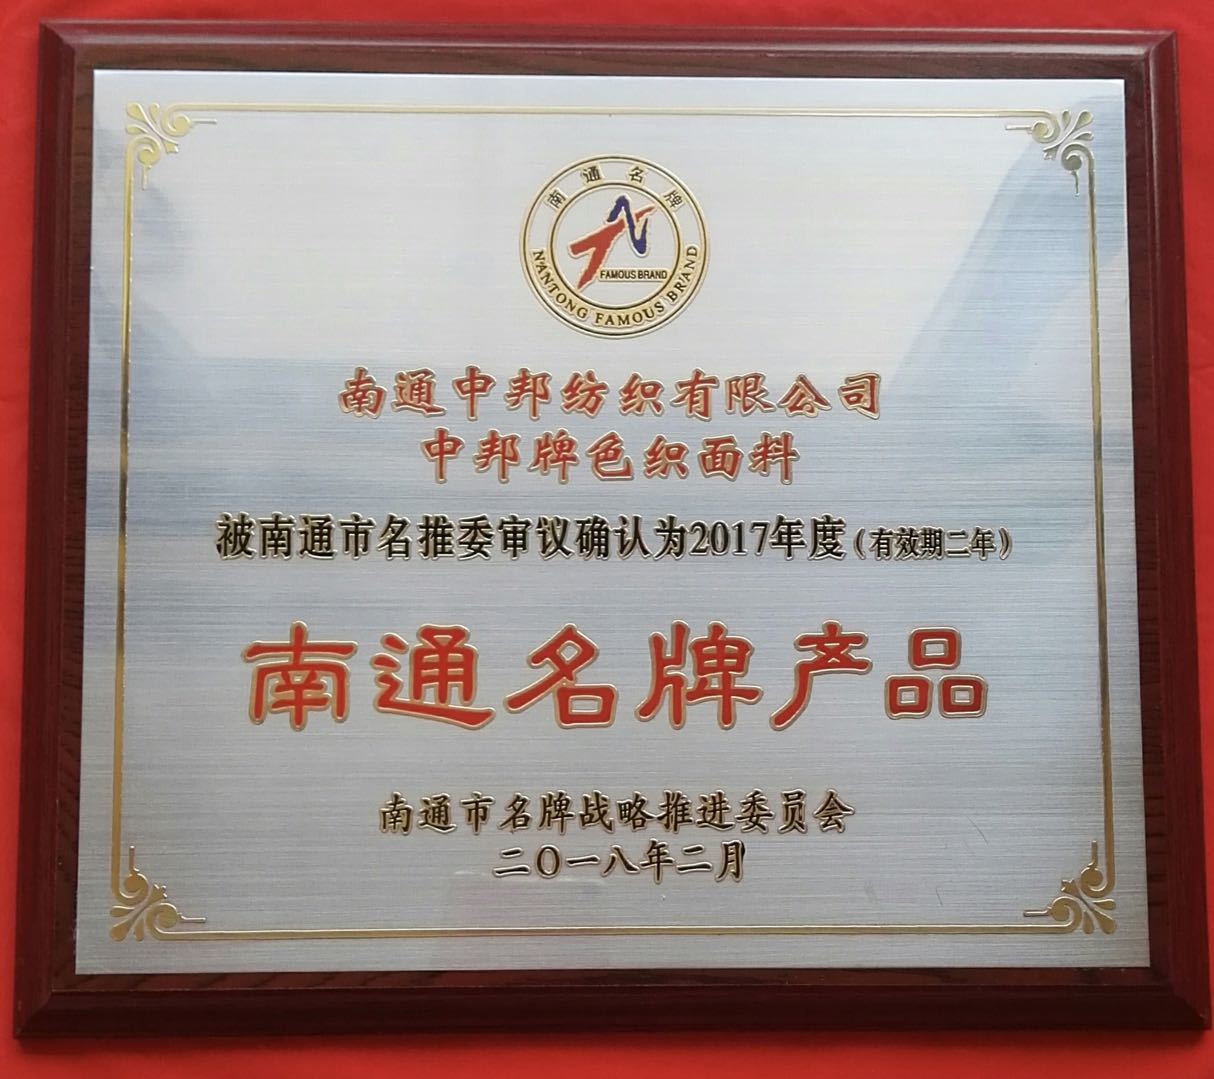 南通名牌
FAMOUS BRAND
NANTONG FAMOUS BRAND
南通中邦纺织有限公司
中邦牌色织面料
被南通市名推委审议确认为2017年度（有效期二年）
南通名牌产品
南通市名牌战略推进委员会
二〇一八年二月